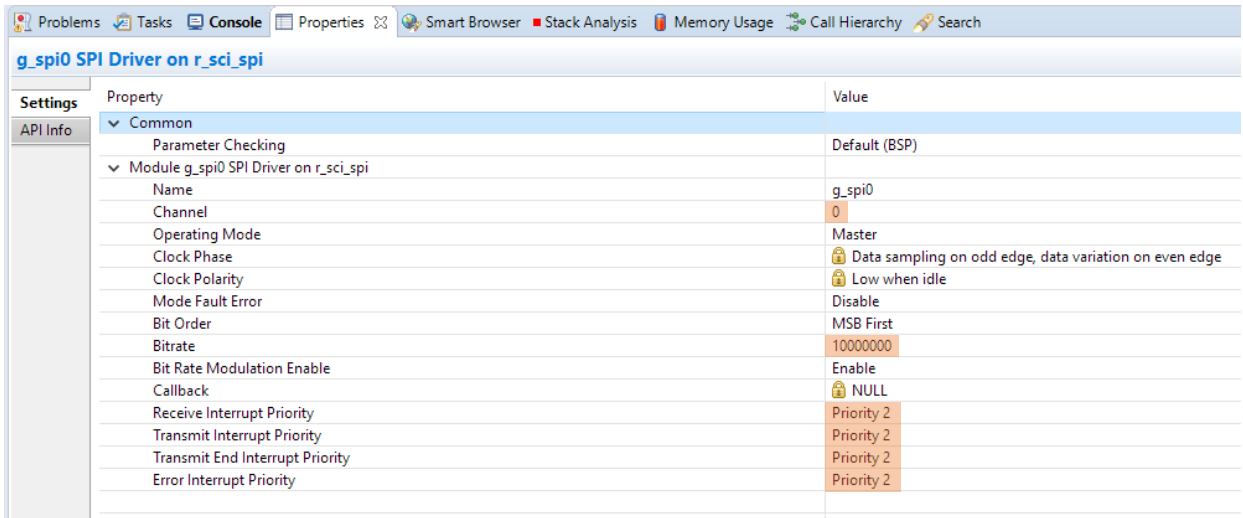 Problems Tasks Console Properties Smart Browser Stack Analysis Memory Usage Call Hierarchy Search
g_spi0 SPI Driver on r_sci_spi
Settings
API Info
Property Value
Common
Parameter Checking Default (BSP)
Module g_spi0 SPI Driver on r_sci_spi
Name g_spi0
Channel 0
Operating Mode Master
Clock Phase Data sampling on odd edge, data variation on even edge
Clock Polarity Low when idle
Mode Fault Error Disable
Bit Order MSB First
Bitrate 10000000
Bit Rate Modulation Enable Enable
Callback NULL
Receive Interrupt Priority Priority 2
Transmit Interrupt Priority Priority 2
Transmit End Interrupt Priority Priority 2
Error Interrupt Priority Priority 2